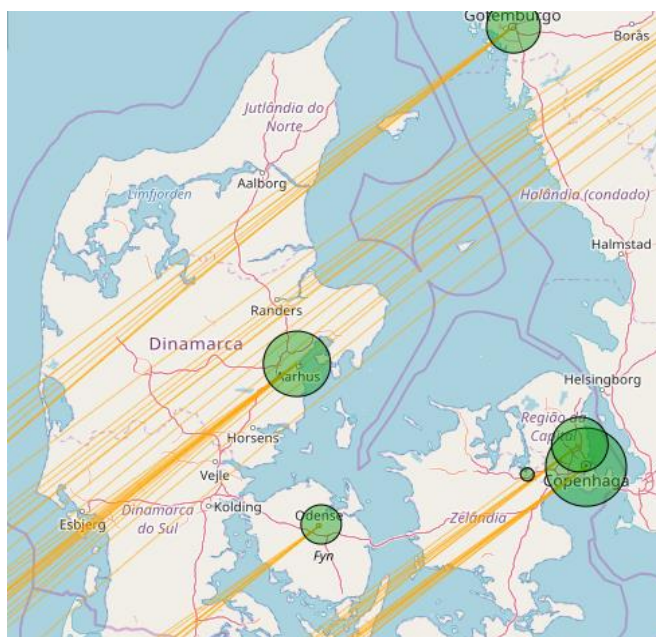 Gotemburgo
Borås
Jutlândia do
Norte
Aalborg
Limfjorden
Halândia (condado)
Halmstad
Randers
Dinamarca
Aarhus
Helsingborg
Região da
Capital
Horsens
Vejle
Copenhaga
Kolding
Dinamarca
do Sul
Esbjerg
Odense
Zelândia
Fyn